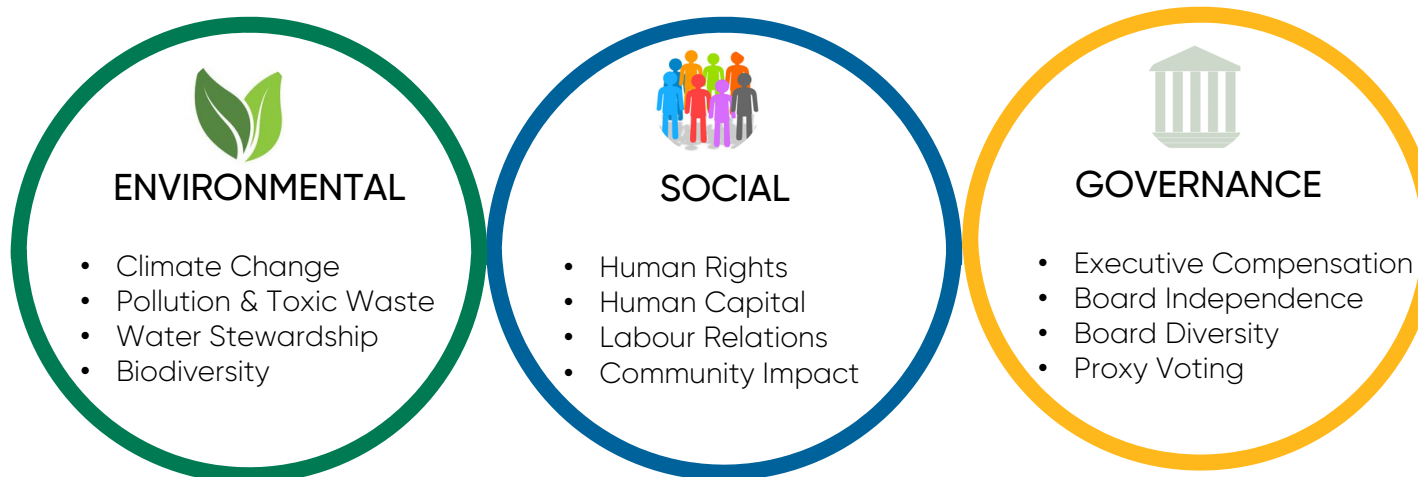 ENVIRONMENTAL
• Climate Change
• Pollution & Toxic Waste
• Water Stewardship
• Biodiversity
SOCIAL
• Human Rights
• Human Capital
• Labour Relations
• Community Impact
GOVERNANCE
• Executive Compensation
• Board Independence
• Board Diversity
• Proxy Voting